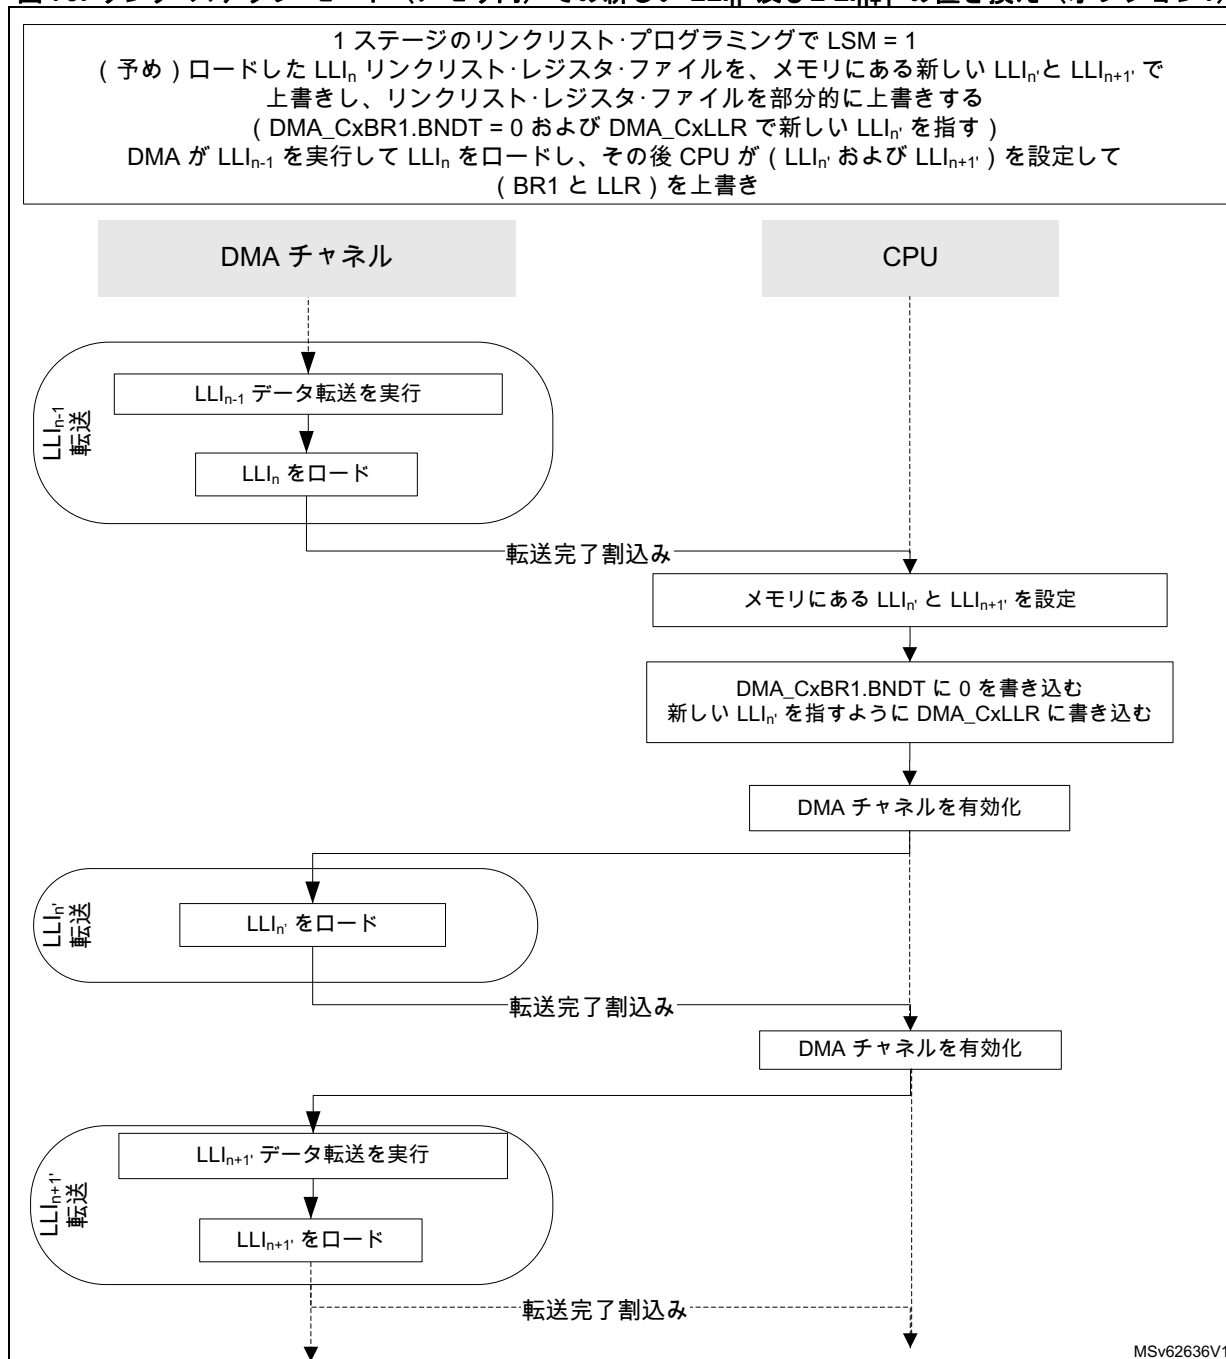 1 ステージのリンクリスト·プログラミングで LSM = 1
( 予め ) ロードした LLIn リンクリスト·レジスタ·ファイルを、メモリにある新しい LLIn'と LLIn+1' で
上書きし、リンクリスト·レジスタ·ファイルを部分的に上書きする
( DMA_CxBR1.BNDT = 0 および DMA_CxLLR で新しい LLIn' を指す )
DMA が LLIn-1 を実行して LLIn をロードし、その後 CPU が ( LLIn' および LLIn+1' ) を設定して
( BR1 と LLR ) を上書き
DMA チャネル
CPU
LLIn-1
転送
LLIn-1 データ転送を実行
LLIn をロード
転送完了割込み
メモリにある LLIn' と LLIn+1' を設定
DMA_CxBR1.BNDT に 0 を書き込む
新しい LLIn' を指すように DMA_CxLLR に書き込む
DMA チャネルを有効化
LLIn'
転送
LLIn' をロード
転送完了割込み
DMA チャネルを有効化
LLIn+1'
転送
LLIn+1' データ転送を実行
LLIn+1' をロード
転送完了割込み
MSv62636V1